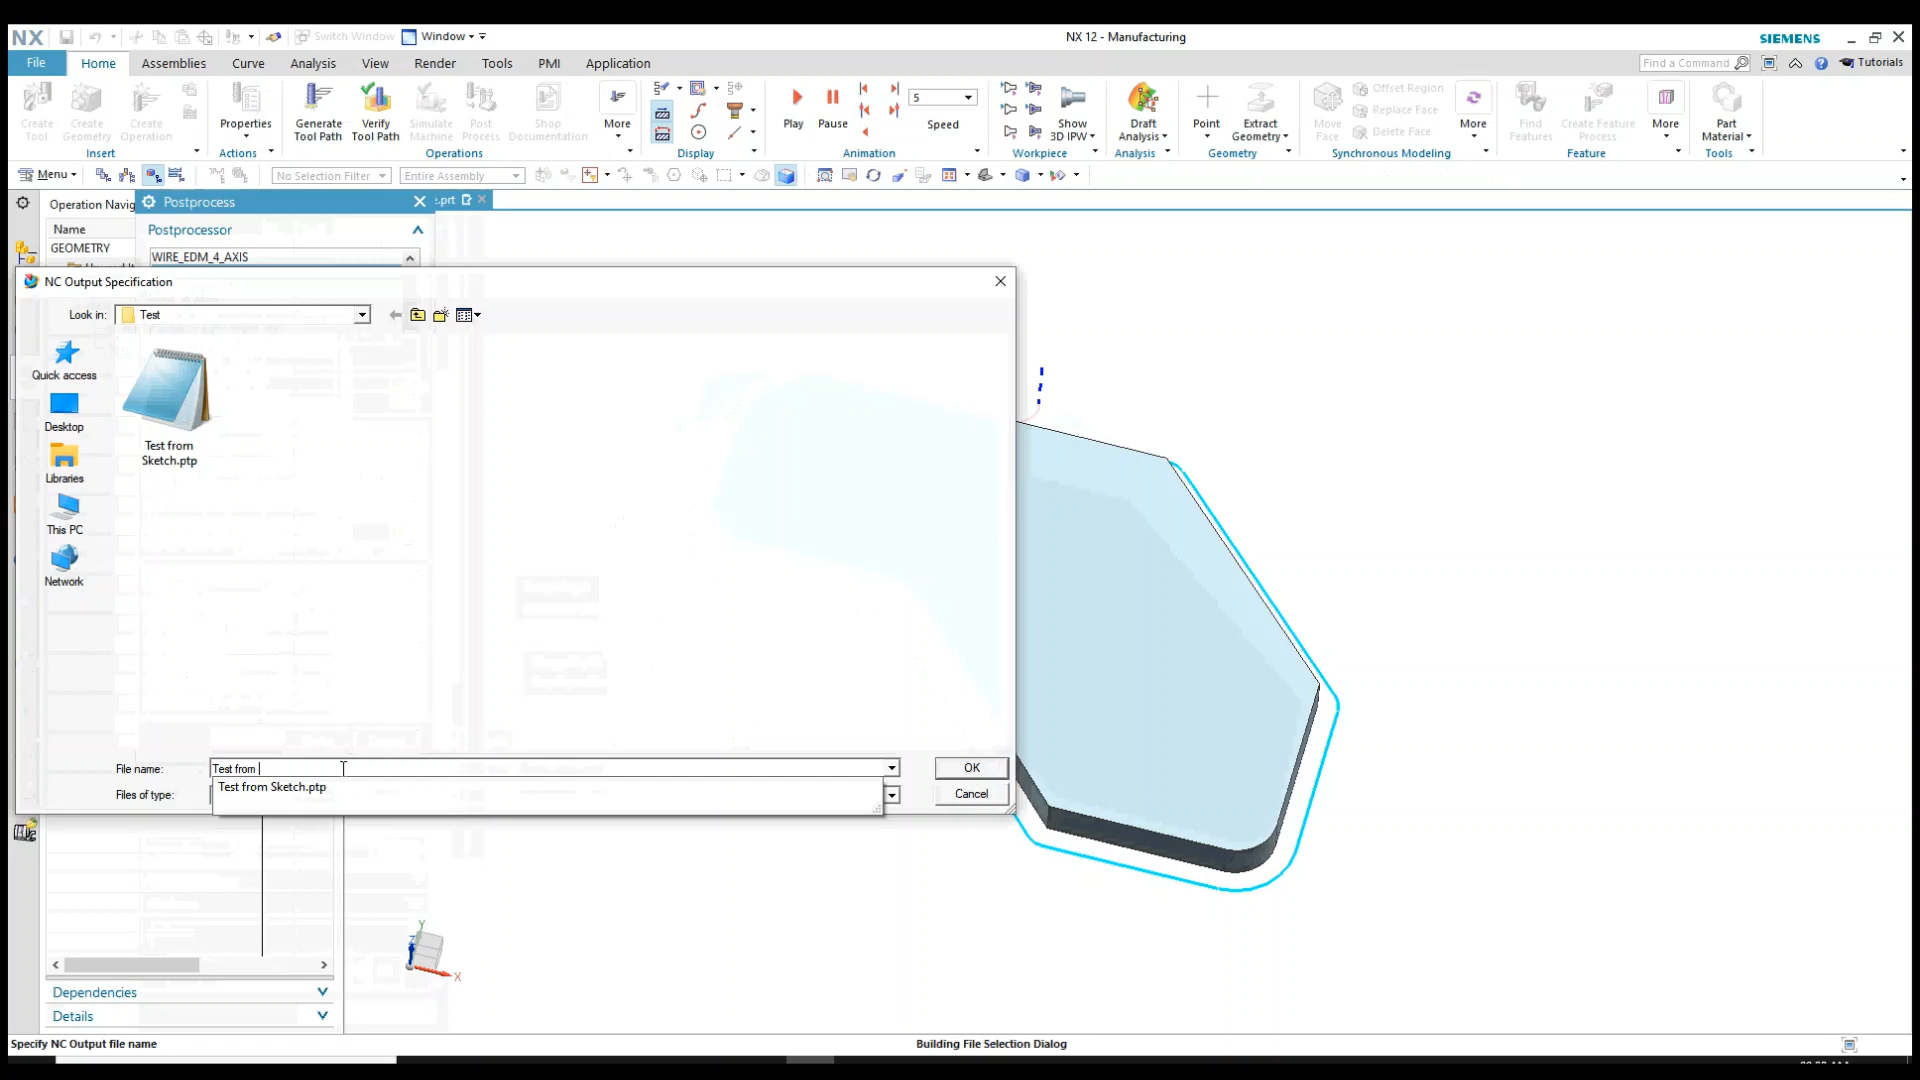 NX
Switch Window
Window
NX 12 - Manufacturing
SIEMENS
File
Home
Assemblies
Curve
Analysis
View
Render
Tools
PMI
Application
Find a Command
Tutorials
Create Tool
Create Geometry
Create Operation
Properties
Generate Tool Path
Verify Tool Path
Simulate Machine
Post Process
Shop Documentation
More
Play
Pause
5
Speed
Show 3D IPW
Draft Analysis
Point
Extract Geometry
Move Face
Offset Region
Replace Face
Delete Face
More
Find Features
Create Feature Process
More
Part Material
Insert
Actions
Operations
Display
Animation
Workpiece
Analysis
Geometry
Synchronous Modeling
Feature
Tools
Menu
No Selection Filter
Entire Assembly
Operation Navig
Postprocess
.prt
Name
Postprocessor
GEOMETRY
WIRE_EDM_4_AXIS
NC Output Specification
Look in:
Test
Quick access
Desktop
Libraries
This PC
Network
Test from
Sketch.ptp
File name:
Test from
OK
Test from Sketch.ptp
Files of type:
Cancel
Y
Z
X
Dependencies
Details
Specify NC Output file name
Building File Selection Dialog